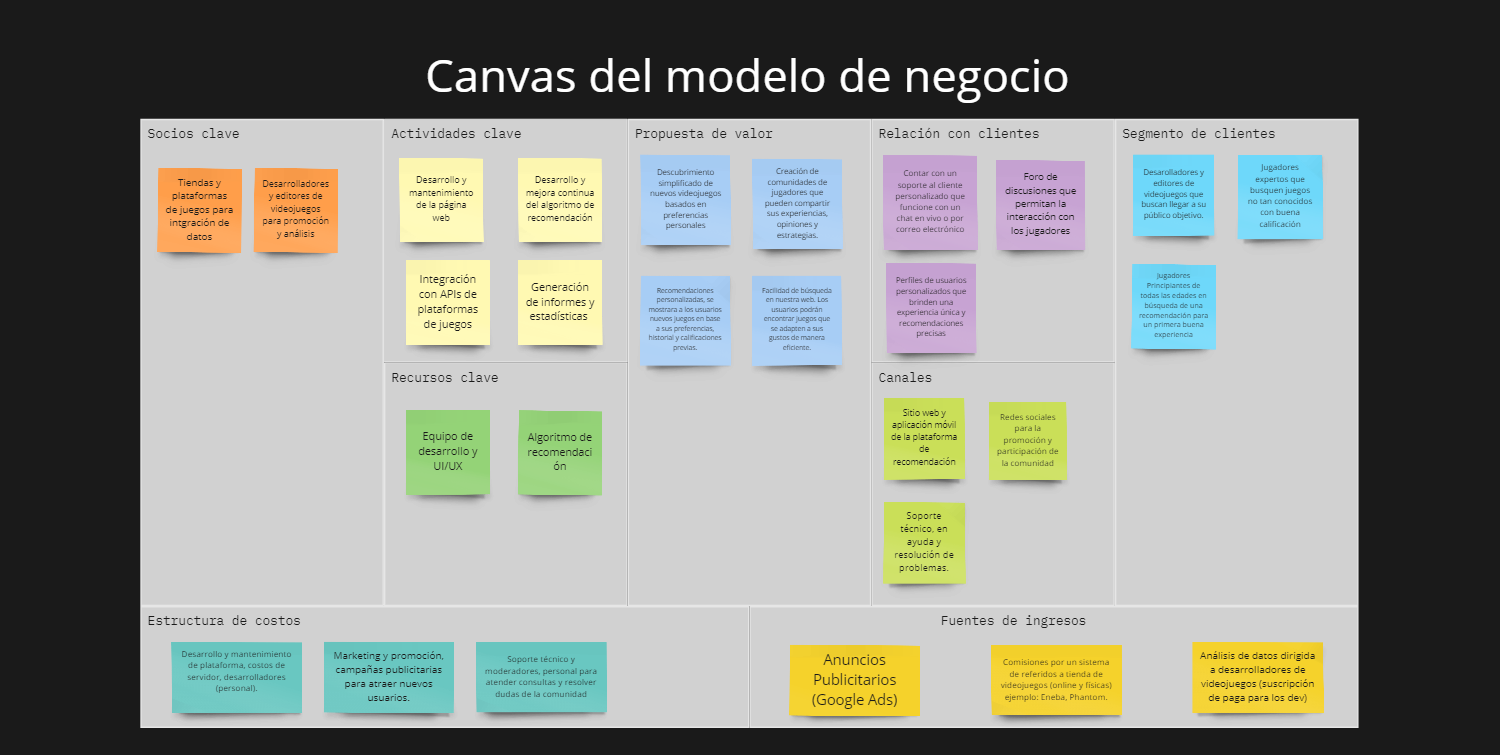 Canvas del modelo de negocio
Socios clave
Tiendas y
plataformas
de juegos para
intgración de
datos
Desarrolladores
y editores de
videojuegos
para promoción
y análisis
Actividades clave
Desarrollo y
mantenimiento
de la página
web
Desarrollo y
mejora continua
del algoritmo de
recomendación
Integración
con APIs de
plataformas
de juegos
Generación
de informes y
estadísticas
Recursos clave
Equipo de
desarrollo y
UI/UX
Algoritmo de
recomendaci
ón
Propuesta de valor
Descubrimiento
simplificado de
nuevos videojuegos
basados en
preferencias
personales
Creación de
comunidades de
jugadores que
pueden compartir
sus experiencias,
opiniones y
estrategias.
Recomendaciones
personalizadas, se
mostrara a los usuarios
nuevos juegos en base
a sus preferencias,
historial y calificaciones
previas.
Facilidad de búsqueda
en nuestra web. Los
usuarios podrán
encontrar juegos que
se adapten a sus
gustos de manera
eficiente.
Relación con clientes
Contar con un
soporte al cliente
personalizado que
funcione con un
chat en vivo o por
correo electrónico
Foro de
discusiones que
permitan la
interacción con
los jugadores
Perfiles de usuarios
personalizados que
brinden una
experiencia única y
recomendaciones
precisas
Canales
Sitio web y
aplicación móvil
de la plataforma
de
recomendación
Redes sociales
para la
promoción y
participación de
la comunidad
Soporte
técnico, en
ayuda y
resolución de
problemas.
Segmento de clientes
Desarolladores y
editores de
videojuegos que
buscan llegar a su
público objetivo.
Jugadores
expertos que
busquen juegos
no tan conocidos
con buena
calificación
Jugadores
Principiantes de
todas las edades en
búsqueda de una
recomendación para
un primera buena
experiencia
Estructura de costos
Desarrollo y mantenimiento
de plataforma, costos de
servidor, desarrolladores
(personal).
Marketing y promoción,
campañas publicitarias
para atraer nuevos
usuarios.
Soporte técnico y
moderadores, personal para
atender consultas y resolver
dudas de la comunidad
Fuentes de ingresos
Anuncios
Publicitarios
(Google Ads)
Comisiones por un sistema
de referidos a tienda de
videojuegos (online y fisicas)
ejemplo: Eneba, Phantom.
Análisis de datos dirigida
a desarrolladores de
videojuegos (suscripción
de paga para los dev)